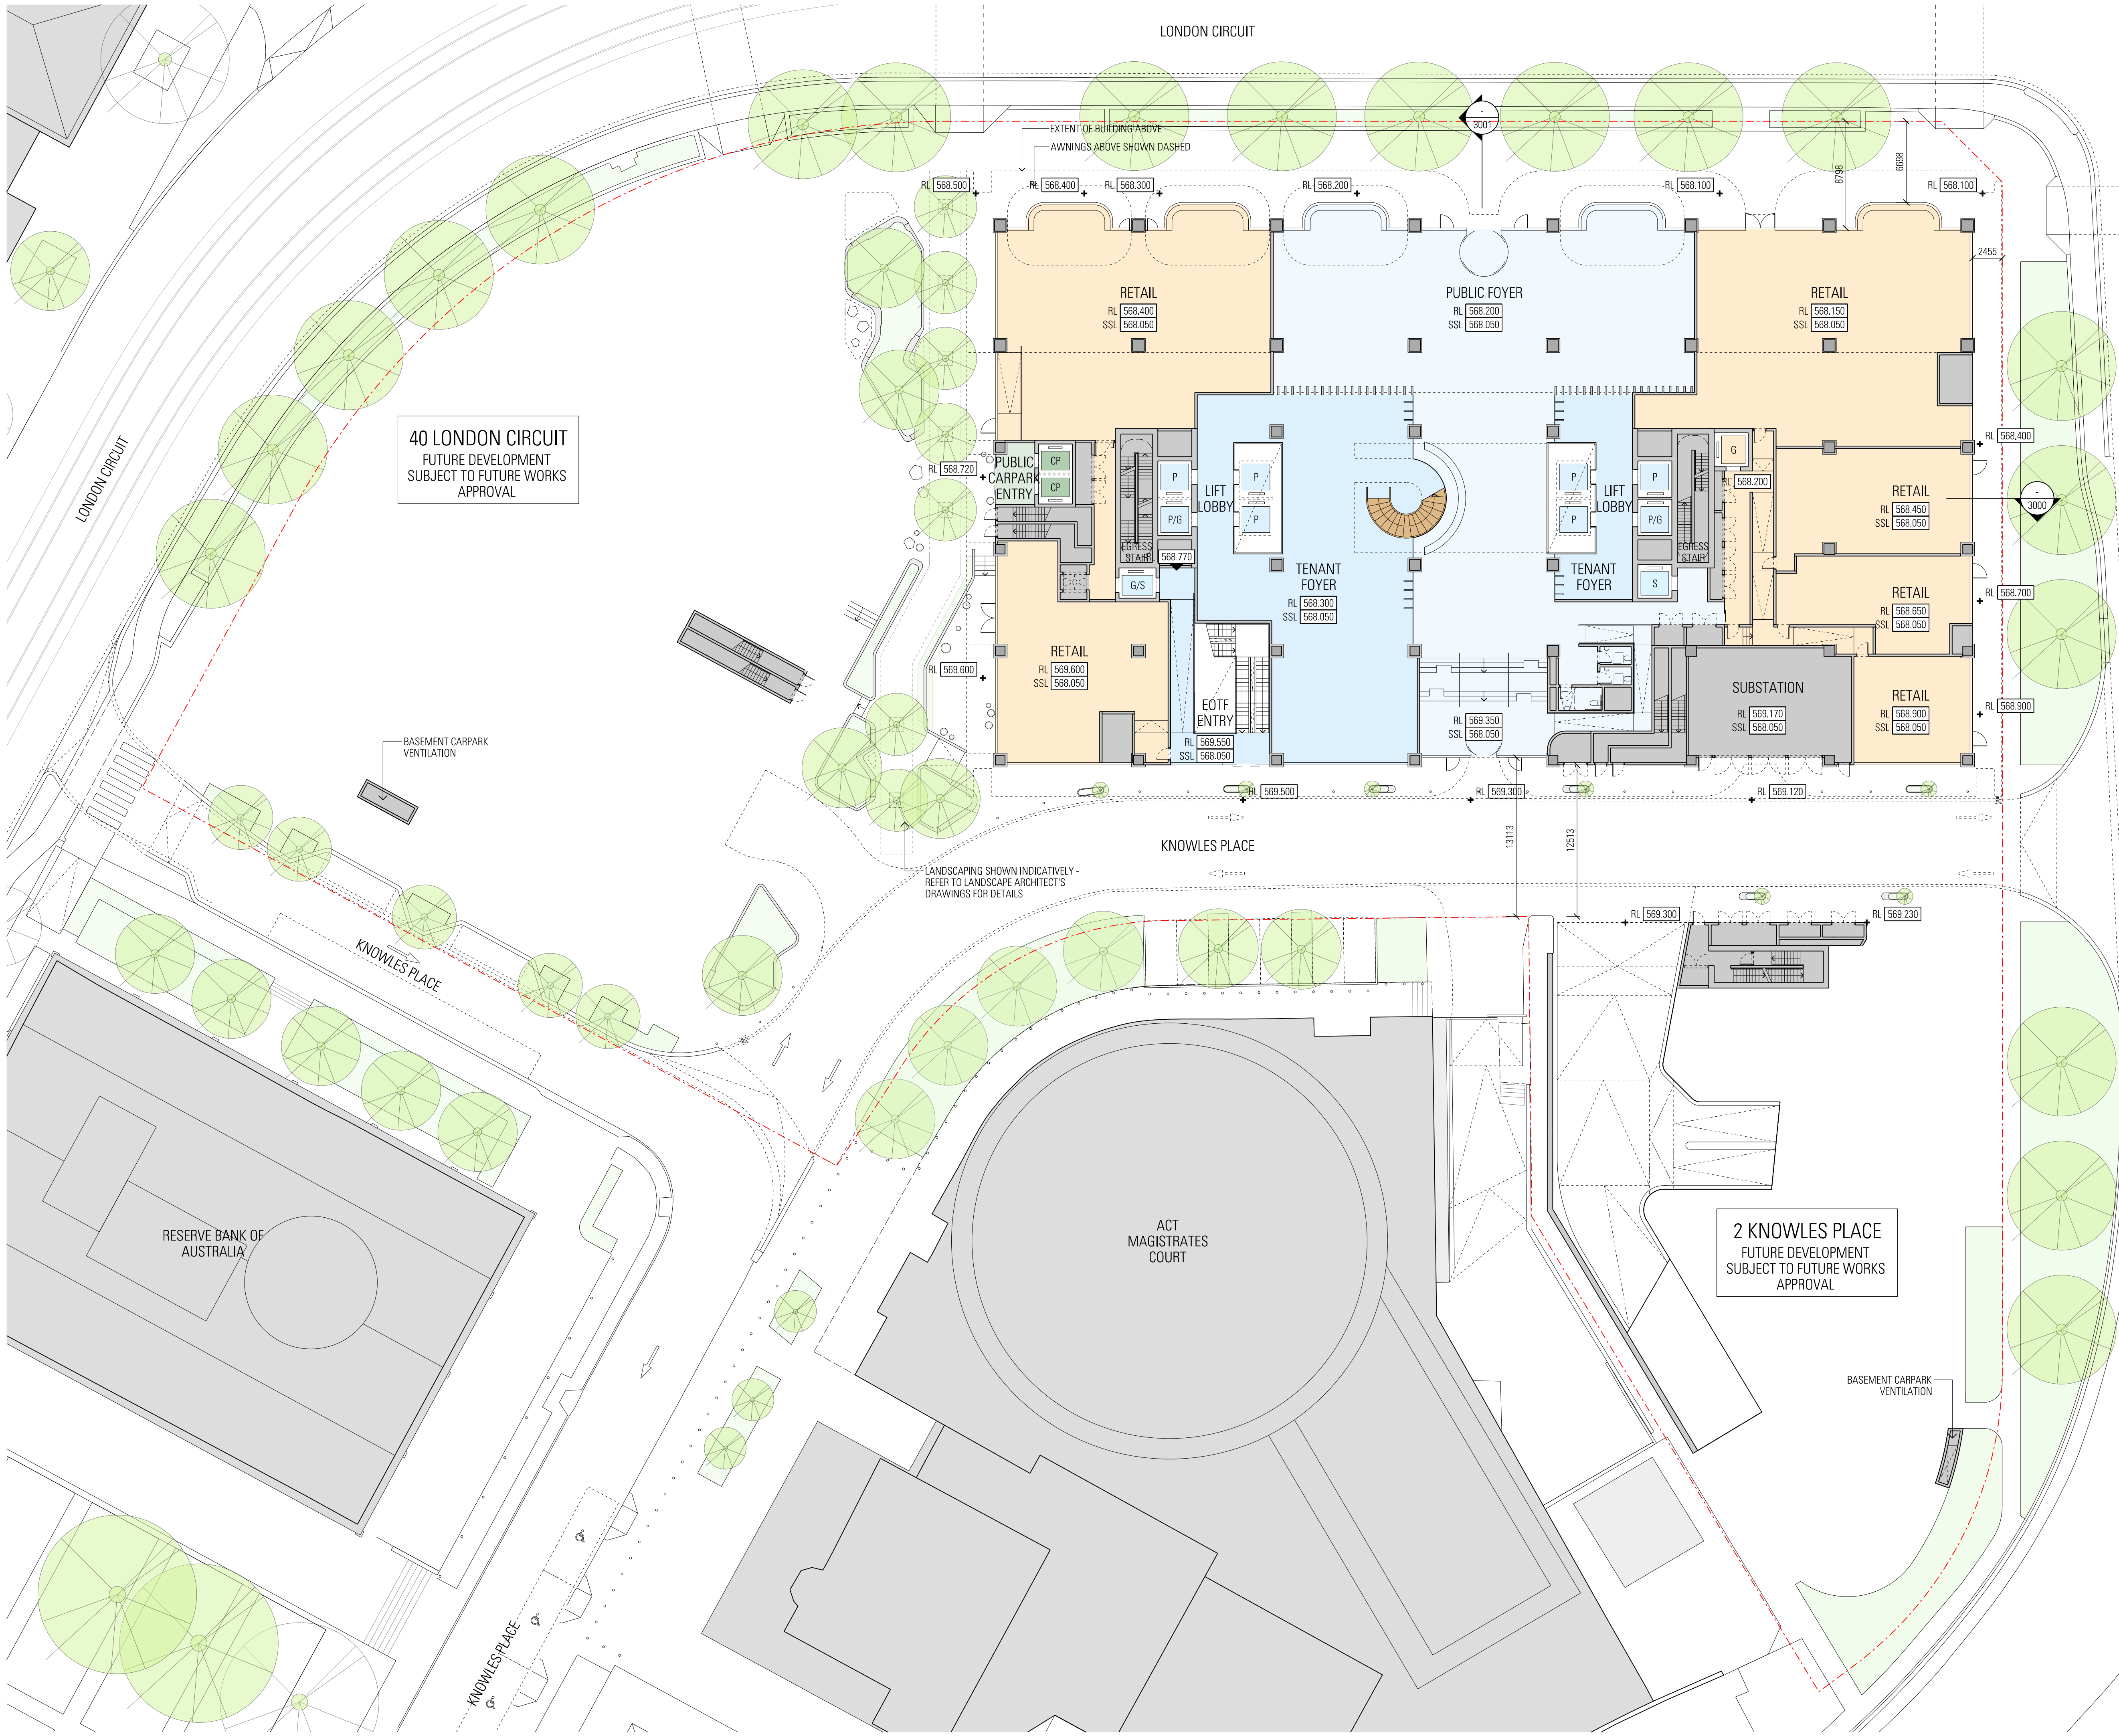 LONDON CIRCUIT
EXTENT OF BUILDING ABOVE
AWNINGS ABOVE SHOWN DASHED
-
3001
8798
6698
RL 568.500
RL 568.400
RL 568.300
RL 568.200
RL 568.100
RL 568.100
2455
RETAIL
RL 568.400
SSL 568.050
PUBLIC FOYER
RL 568.200
SSL 568.050
RETAIL
RL 568.150
SSL 568.050
40 LONDON CIRCUIT
FUTURE DEVELOPMENT
SUBJECT TO FUTURE WORKS
APPROVAL
LONDON CIRCUIT
RL 568.400
RL 568.720
PUBLIC
CARPARK
ENTRY
CP
CP
P
P/G
LIFT
LOBBY
P
P
P
P
LIFT
LOBBY
P
P/G
G
RL 568.200
RETAIL
RL 568.450
SSL 568.050
-
3000
EGRESS
STAIR
RL 568.770
G/S
TENANT
FOYER
RL 568.300
SSL 568.050
TENANT
FOYER
S
EGRESS
STAIR
RETAIL
RL 568.650
SSL 568.050
RL 568.700
RL 569.600
RETAIL
RL 569.600
SSL 568.050
EOTF
ENTRY
RL 569.550
SSL 568.050
RL 569.350
SSL 568.050
SUBSTATION
RL 569.170
SSL 568.050
RETAIL
RL 568.900
SSL 568.050
RL 568.900
BASEMENT CARPARK
VENTILATION
RL 569.500
RL 569.300
RL 569.120
KNOWLES PLACE
13113
12513
LANDSCAPING SHOWN INDICATIVELY -
REFER TO LANDSCAPE ARCHITECT'S
DRAWINGS FOR DETAILS
RL 569.300
RL 569.230
KNOWLES PLACE
RESERVE BANK OF
AUSTRALIA
ACT
MAGISTRATES
COURT
2 KNOWLES PLACE
FUTURE DEVELOPMENT
SUBJECT TO FUTURE WORKS
APPROVAL
BASEMENT CARPARK
VENTILATION
KNOWLES PLACE